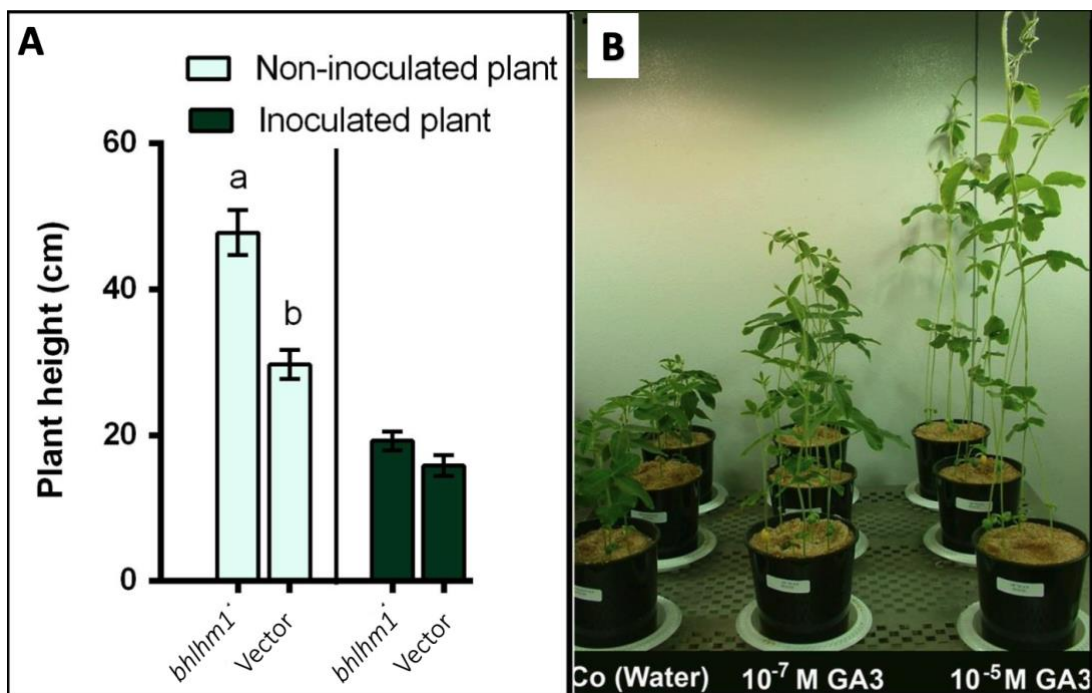 A
Non-inoculated plant
Inoculated plant
60
40
20
0
Plant height (cm)
a
b
bhlhm1-
Vector
bhlhm1-
Vector
B
Co (Water) 10-7 M GA3 10-5 M GA3